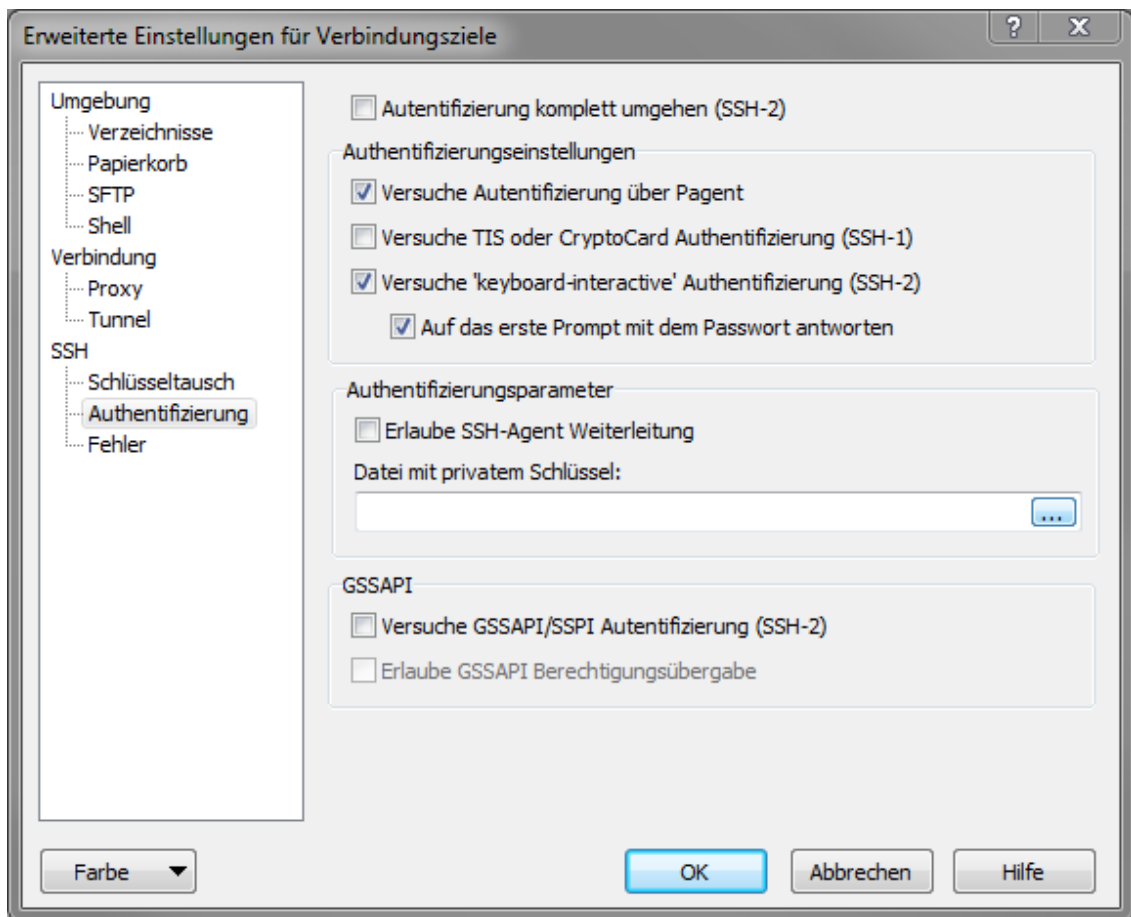 Erweiterte Einstellungen für Verbindungsziele
Umgebung
Verzeichnisse
Papierkorb
SFTP
Shell
Verbindung
Proxy
Tunnel
SSH
Schlüsseltausch
Authentifizierung
Fehler
Autentifizierung komplett umgehen (SSH-2)
Authentifizierungseinstellungen
Versuche Autentifizierung über Pagent
Versuche TIS oder CryptoCard Authentifizierung (SSH-1)
Versuche 'keyboard-interactive' Authentifizierung (SSH-2)
Auf das erste Prompt mit dem Passwort antworten
Authentifizierungsparameter
Erlaube SSH-Agent Weiterleitung
Datei mit privatem Schlüssel:
...
GSSAPI
Versuche GSSAPI/SSPI Autentifizierung (SSH-2)
Erlaube GSSAPI Berechtigungsübergabe
Farbe
OK
Abbrechen
Hilfe